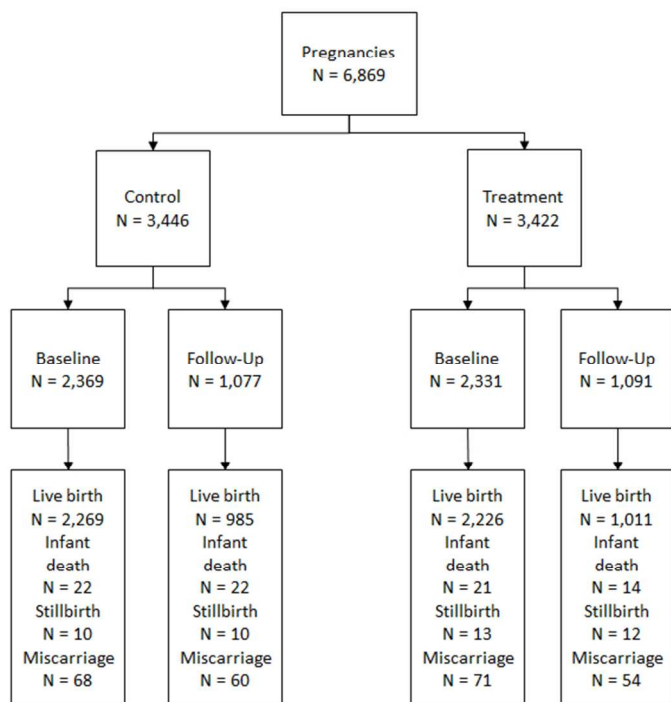 Pregnancies
N = 6,869
Control
N = 3,446
Treatment
N = 3,422
Baseline
N = 2,369
Follow-Up
N = 1,077
Baseline
N = 2,331
Follow-Up
N = 1,091
Live birth
N = 2,269
Infant
death
N = 22
Stillbirth
N = 10
Miscarriage
N = 68
Live birth
N = 985
Infant
death
N = 22
Stillbirth
N = 10
Miscarriage
N = 60
Live birth
N = 2,226
Infant
death
N = 21
Stillbirth
N = 13
Miscarriage
N = 71
Live birth
N = 1,011
Infant
death
N = 14
Stillbirth
N = 12
Miscarriage
N = 54